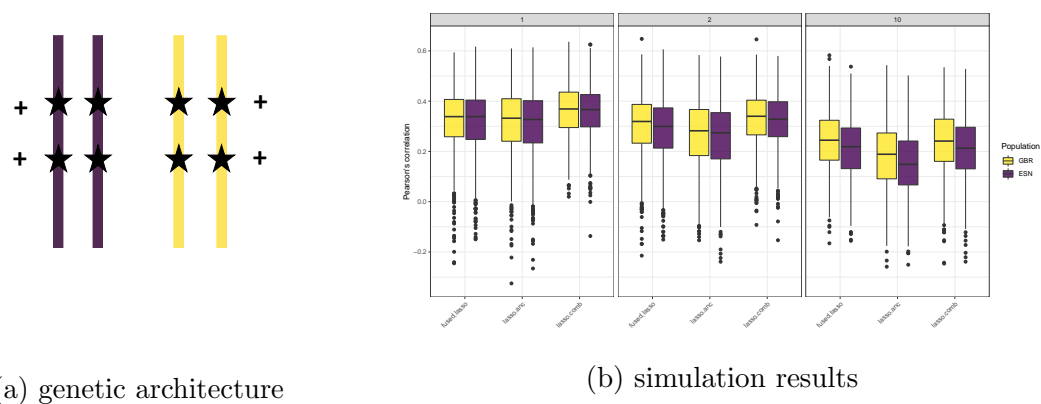 +
+
+
+
1
2
10
Pearson's correlation
0.6
0.4
0.2
0.0
−0.2
fused.lasso
lasso.anc
lasso.comb
fused.lasso
lasso.anc
lasso.comb
fused.lasso
lasso.anc
lasso.comb
Population
GBR
ESN
a) genetic architecture
(b) simulation results